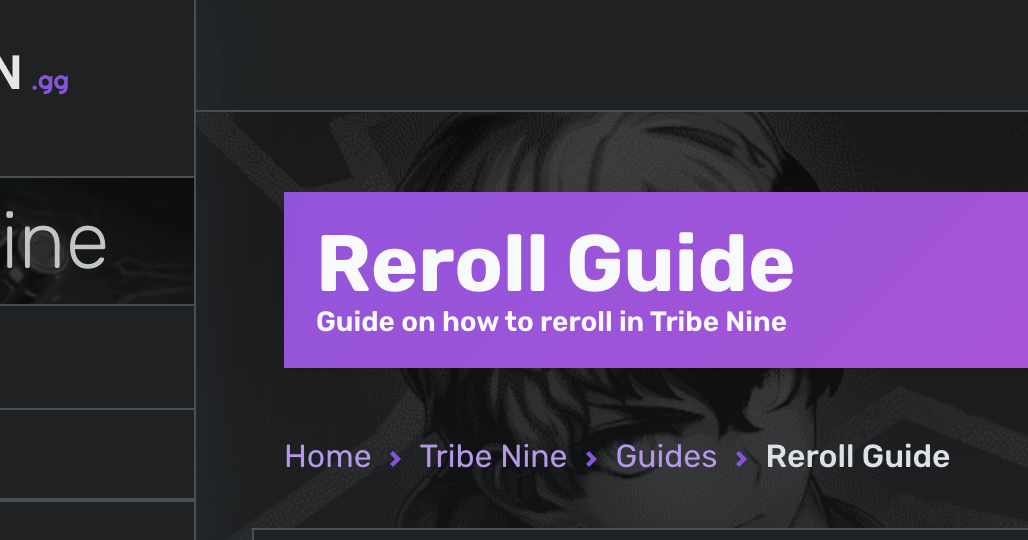 N.gg
ine
Reroll Guide
Guide on how to reroll in Tribe Nine
Home > Tribe Nine > Guides > Reroll Guide